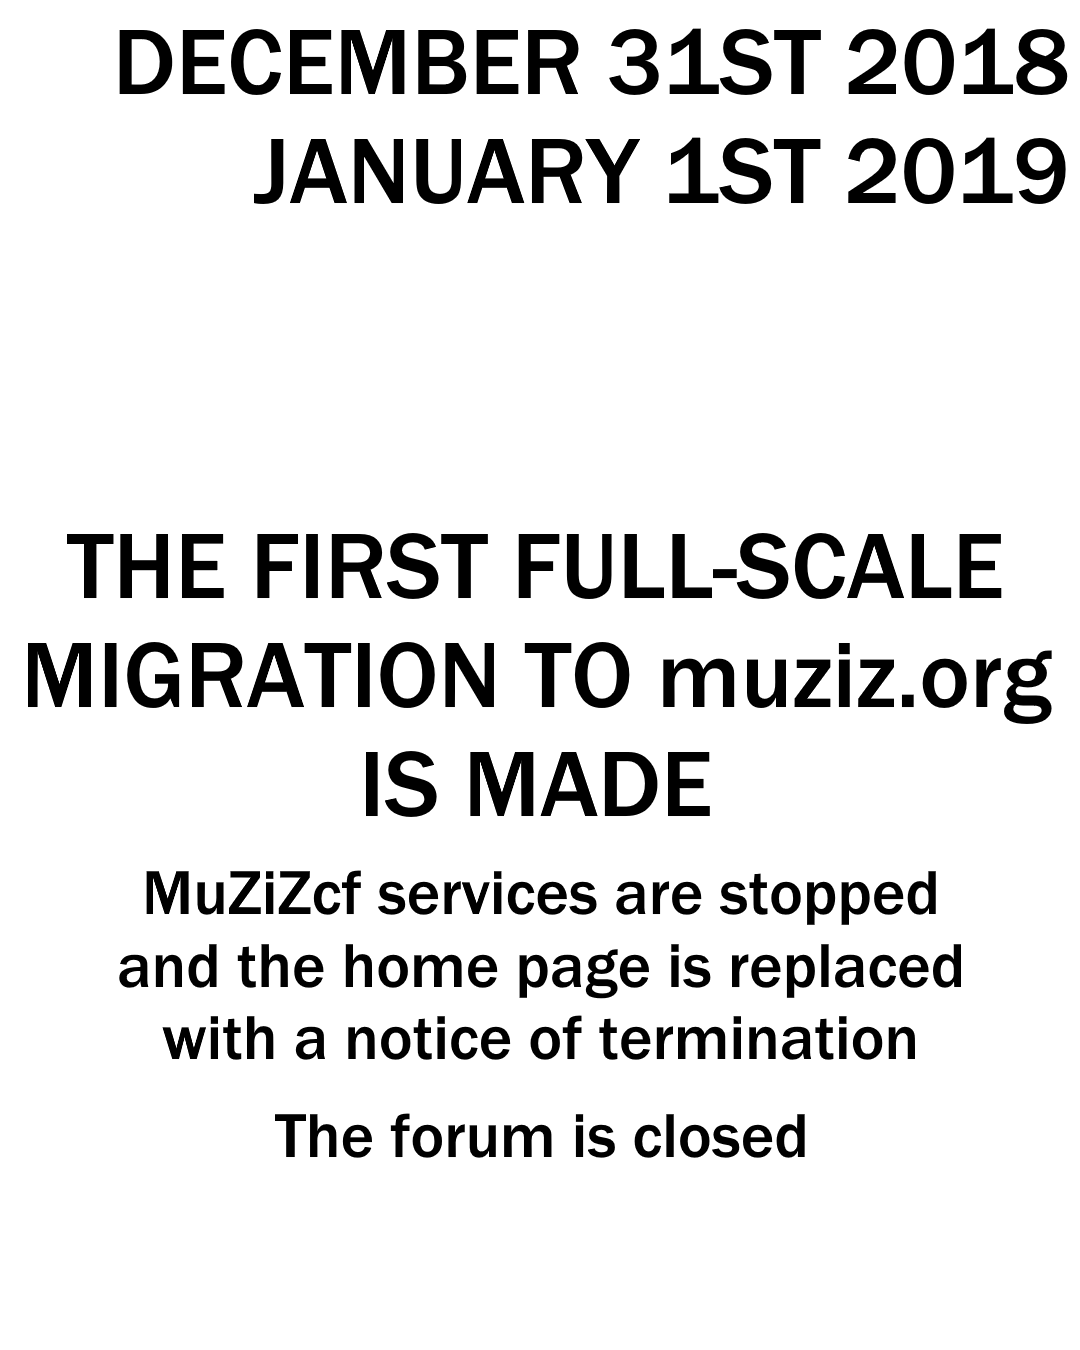 DECEMBER 31ST 2018
JANUARY 1ST 2019
THE FIRST FULL-SCALE
MIGRATION TO muziz.org
IS MADE
MuZiZcf services are stopped
and the home page is replaced
with a notice of termination
The forum is closed